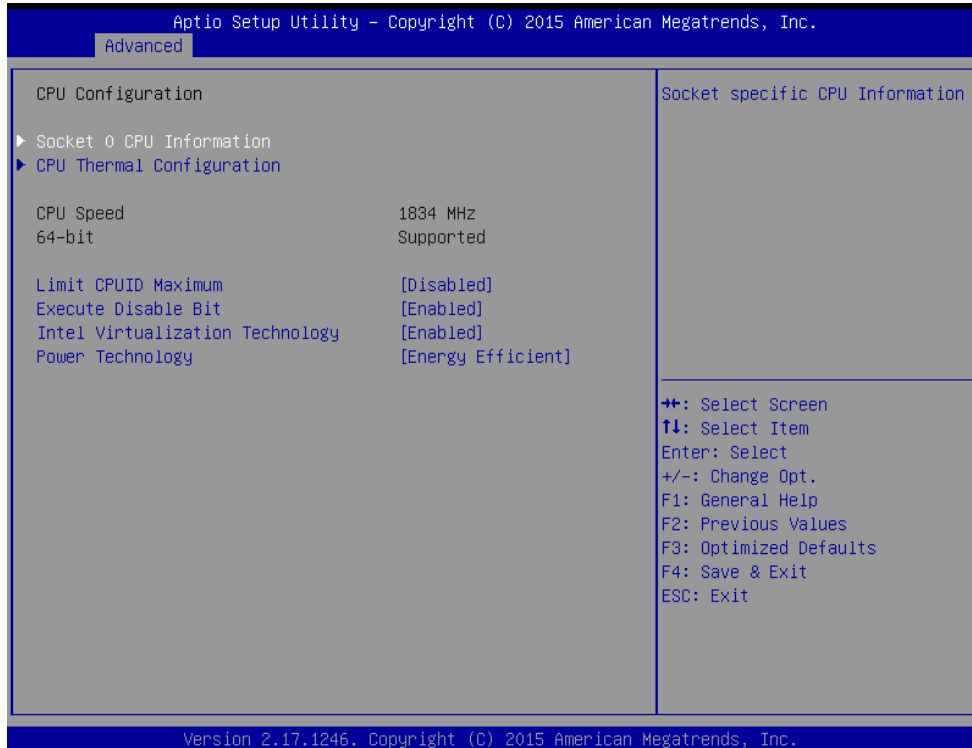 Aptio Setup Utility – Copyright (C) 2015 American Megatrends, Inc.
Advanced
CPU Configuration
Socket 0 CPU Information
CPU Thermal Configuration
CPU Speed 1834 MHz
64-bit Supported
Limit CPUID Maximum [Disabled]
Execute Disable Bit [Enabled]
Intel Virtualization Technology [Enabled]
Power Technology [Energy Efficient]
Socket specific CPU Information
→←: Select Screen
↑↓: Select Item
Enter: Select
+/-: Change Opt.
F1: General Help
F2: Previous Values
F3: Optimized Defaults
F4: Save & Exit
ESC: Exit
Version 2.17.1246. Copyright (C) 2015 American Megatrends, Inc.